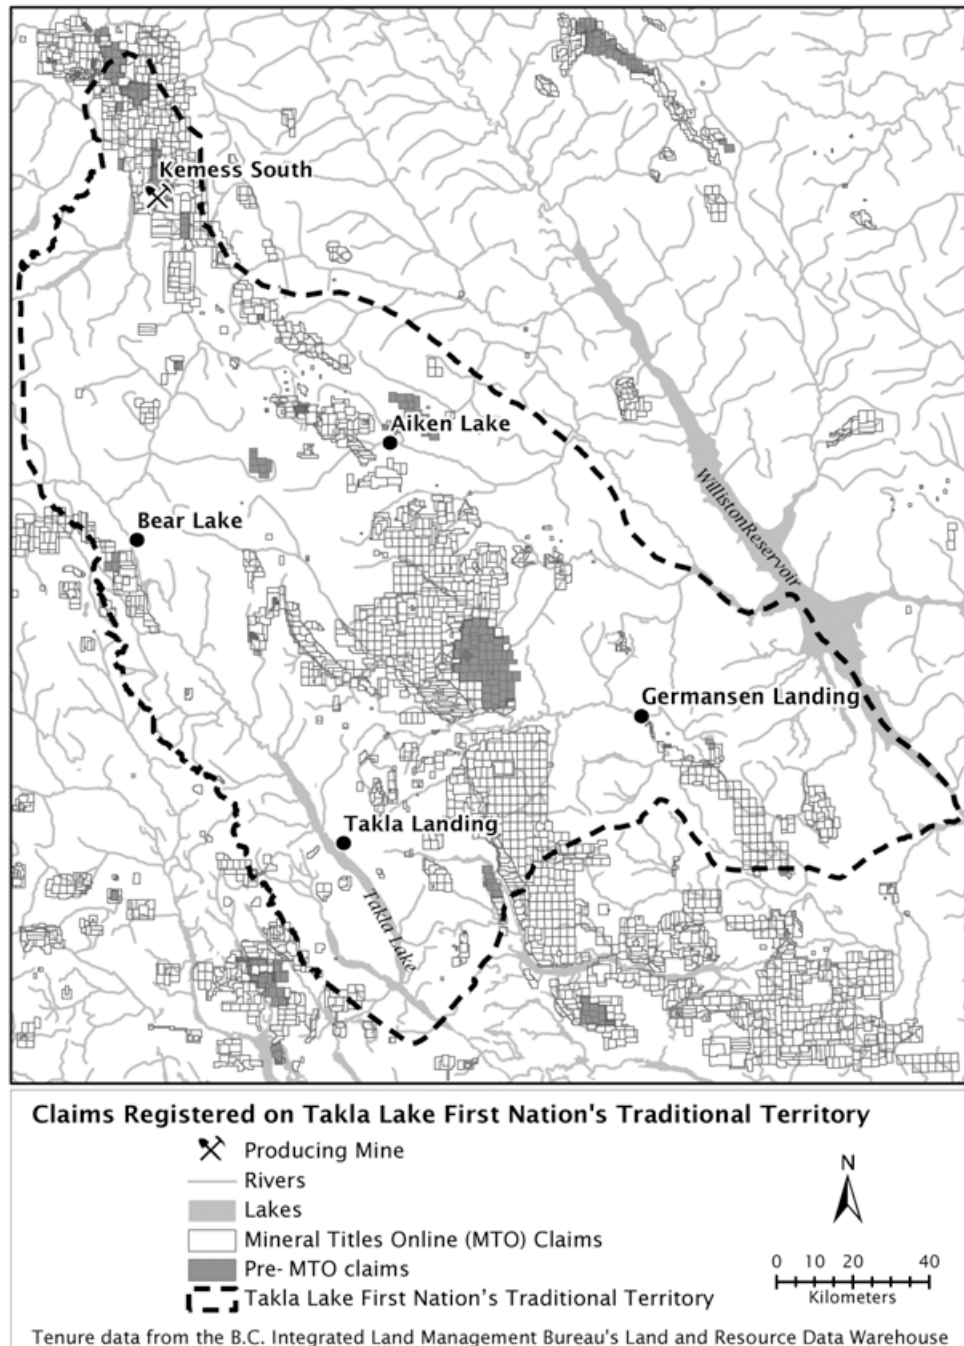 Kemess South
Aiken Lake
Bear Lake
WillistonReservoir
Germansen Landing
Takla Landing
Takla Lake
Claims Registered on Takla Lake First Nation's Traditional Territory
Producing Mine
Rivers
Lakes
Mineral Titles Online (MTO) Claims
Pre- MTO claims
Takla Lake First Nation's Traditional Territory
N
0 10 20 40
Kilometers
Tenure data from the B.C. Integrated Land Management Bureau's Land and Resource Data Warehouse